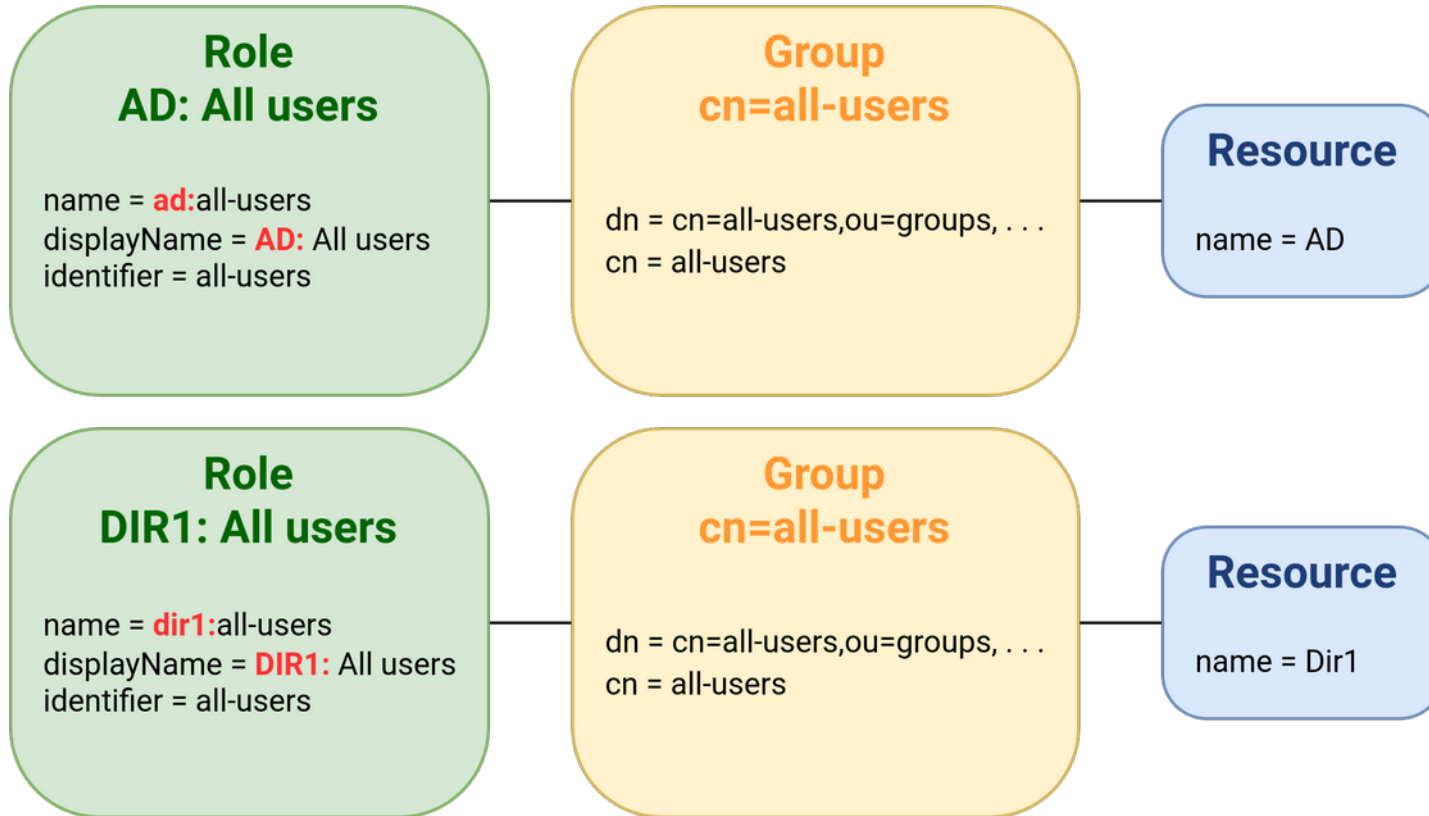 Role
AD: All users
name = ad:all-users
displayName = AD: All users
identifier = all-users
Group
cn=all-users
dn = cn=all-users,ou=groups, . . .
cn = all-users
Resource
name = AD
Role
DIR1: All users
name = dir1:all-users
displayName = DIR1: All users
identifier = all-users
Group
cn=all-users
dn = cn=all-users,ou=groups, . . .
cn = all-users
Resource
name = Dir1